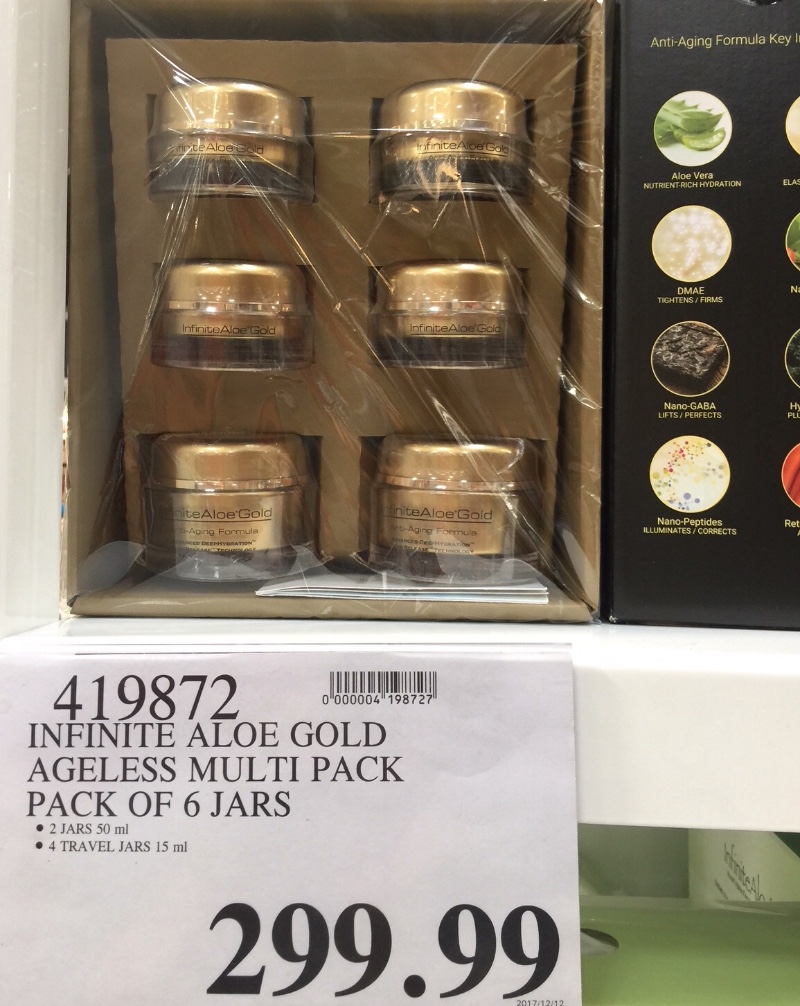 InfiniteAloe Gold
InfiniteAloe Gold
InfiniteAloe®Gold
InfiniteAloe®Gold
initeAloe®Gold
Anti-Aging Formula
initeAloe®Gold
Anti-Aging Formula
Anti-Aging Formula Key
Aloe Vera
NUTRIENT-RICH HYDRATION
DMAE
TIGHTENS / FIRMS
Nano-GABA
LIFTS / PERFECTS
Nano-Peptides
ILLUMINATES / CORRECTS
419872
0 000004 198727
INFINITE ALOE GOLD
AGELESS MULTI PACK
PACK OF 6 JARS
• 2 JARS 50 ml
• 4 TRAVEL JARS 15 ml
299.99
2017/12/12